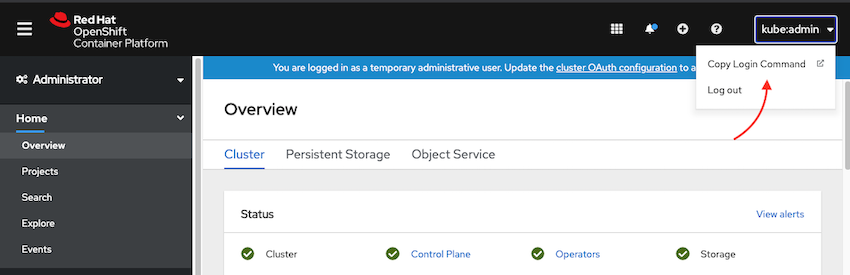 Red Hat
OpenShift
Container Platform
kube:admin
You are logged in as a temporary administrative user. Update the cluster OAuth configuration to a
Copy Login Command
Log out
Administrator
Home
Overview
Projects
Search
Explore
Events
Overview
Cluster Persistent Storage Object Service
Status View alerts
Cluster Control Plane Operators Storage